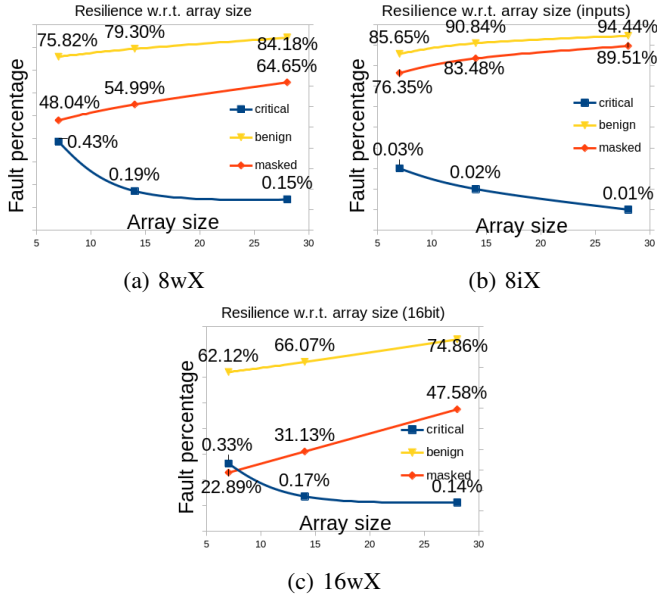 Resilience w.r.t. array size
75.82%
79.30%
84.18%
64.65%
48.04%
54.99%
critical
0.43%
benign
0.19%
masked
0.15%
Fault percentage
Array size
5 10 15 20 25 30
(a) 8wX
Resilience w.r.t. array size (inputs)
85.65%
90.84%
94.44%
76.35%
83.48%
89.51%
critical
0.03%
benign
0.02%
masked
0.01%
Fault percentage
Array size
5 10 15 20 25 30
(b) 8iX
Resilience w.r.t. array size (16bit)
62.12%
66.07%
74.86%
47.58%
0.33%
31.13%
critical
benign
22.89%
0.17%
masked
0.14%
Fault percentage
Array size
5 10 15 20 25 30
(c) 16wX